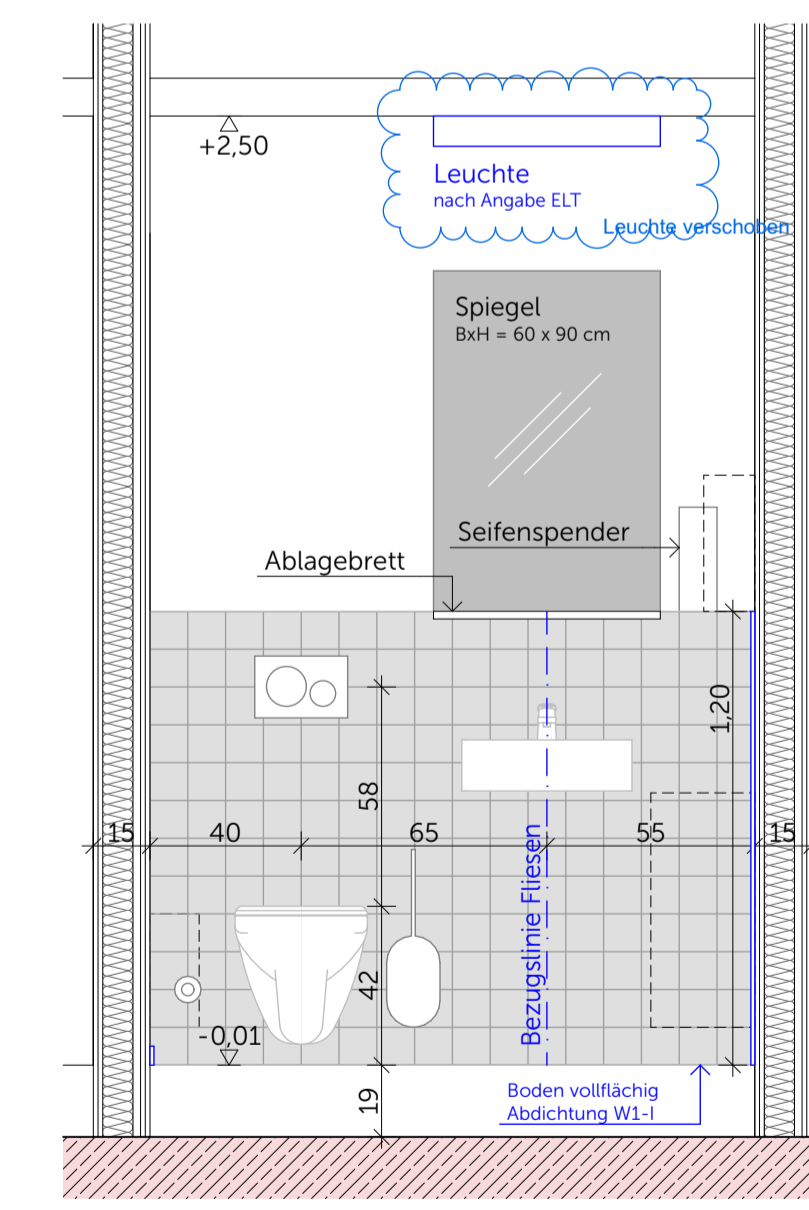 +2,50
Leuchte
nach Angabe ELT
Leuchte verschoben
Spiegel
BxH = 60 x 90 cm
Seifenspender
Ablagebrett
1,20
58
15
40
65
55
15
Bezugslinie Fliesen
42
-0,01
19
Boden vollflächig
Abdichtung W1-I